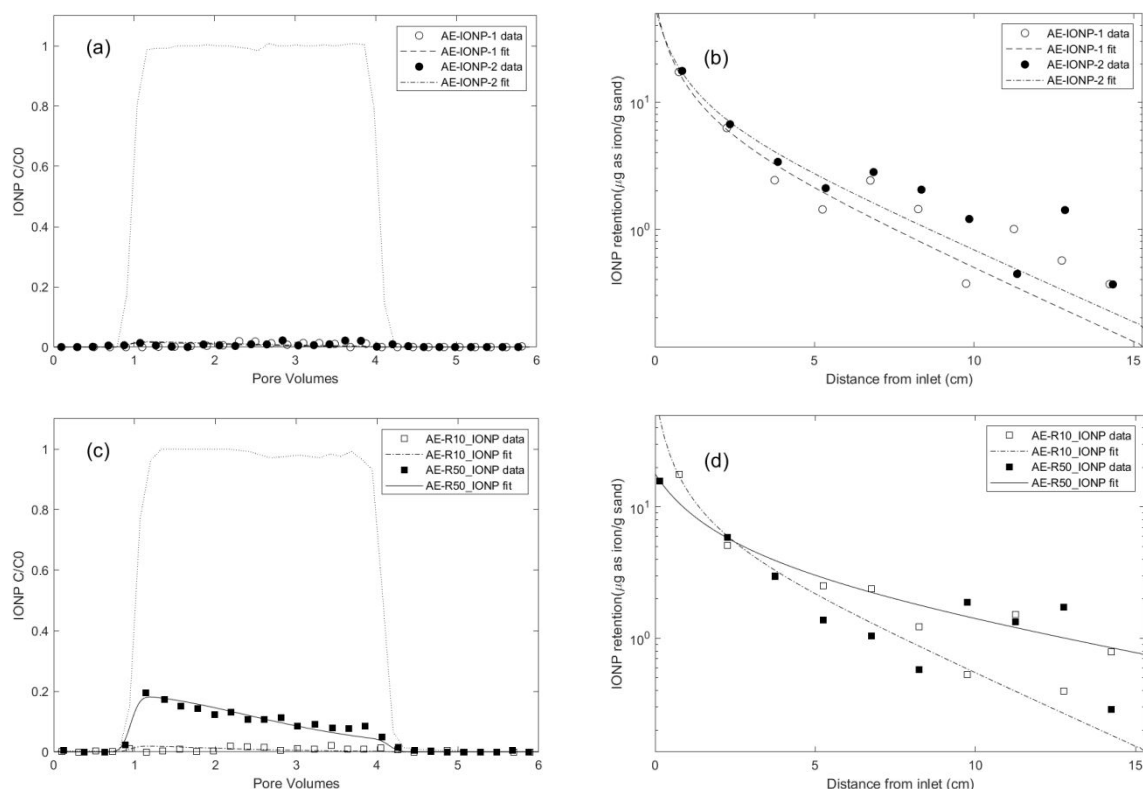 (a)
AE-IONP-1 data
AE-IONP-1 fit
AE-IONP-2 data
AE-IONP-2 fit
IONP C/C0
1
0.8
0.6
0.4
0.2
0
0 1 2 3 4 5 6
Pore Volumes
(b)
AE-IONP-1 data
AE-IONP-1 fit
AE-IONP-2 data
AE-IONP-2 fit
IONP retention(μg as iron/g sand)
10¹
10⁰
0 5 10 15
Distance from inlet (cm)
(c)
AE-R10_IONP data
AE-R10_IONP fit
AE-R50_IONP data
AE-R50_IONP fit
IONP C/C0
1
0.8
0.6
0.4
0.2
0
0 1 2 3 4 5 6
Pore Volumes
(d)
AE-R10_IONP data
AE-R10_IONP fit
AE-R50_IONP data
AE-R50_IONP fit
IONP retention(μg as iron/g sand)
10¹
10⁰
0 5 10 15
Distance from inlet (cm)